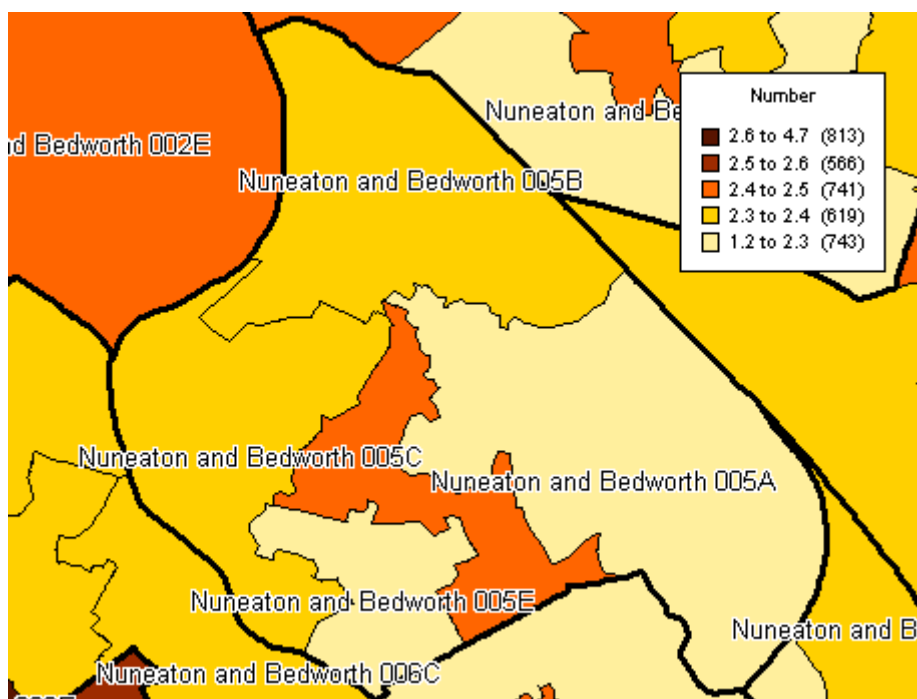 Nuneaton and Be
Number
2.6 to 4.7 (813)
2.5 to 2.6 (566)
2.4 to 2.5 (741)
2.3 to 2.4 (619)
1.2 to 2.3 (743)
d Bedworth 002E
Nuneaton and Bedworth 005B
Nuneaton and Bedworth 005C
Nuneaton and Bedworth 005A
Nuneaton and Bedworth 005E
Nuneaton and B
Nuneaton and Bedworth 006C